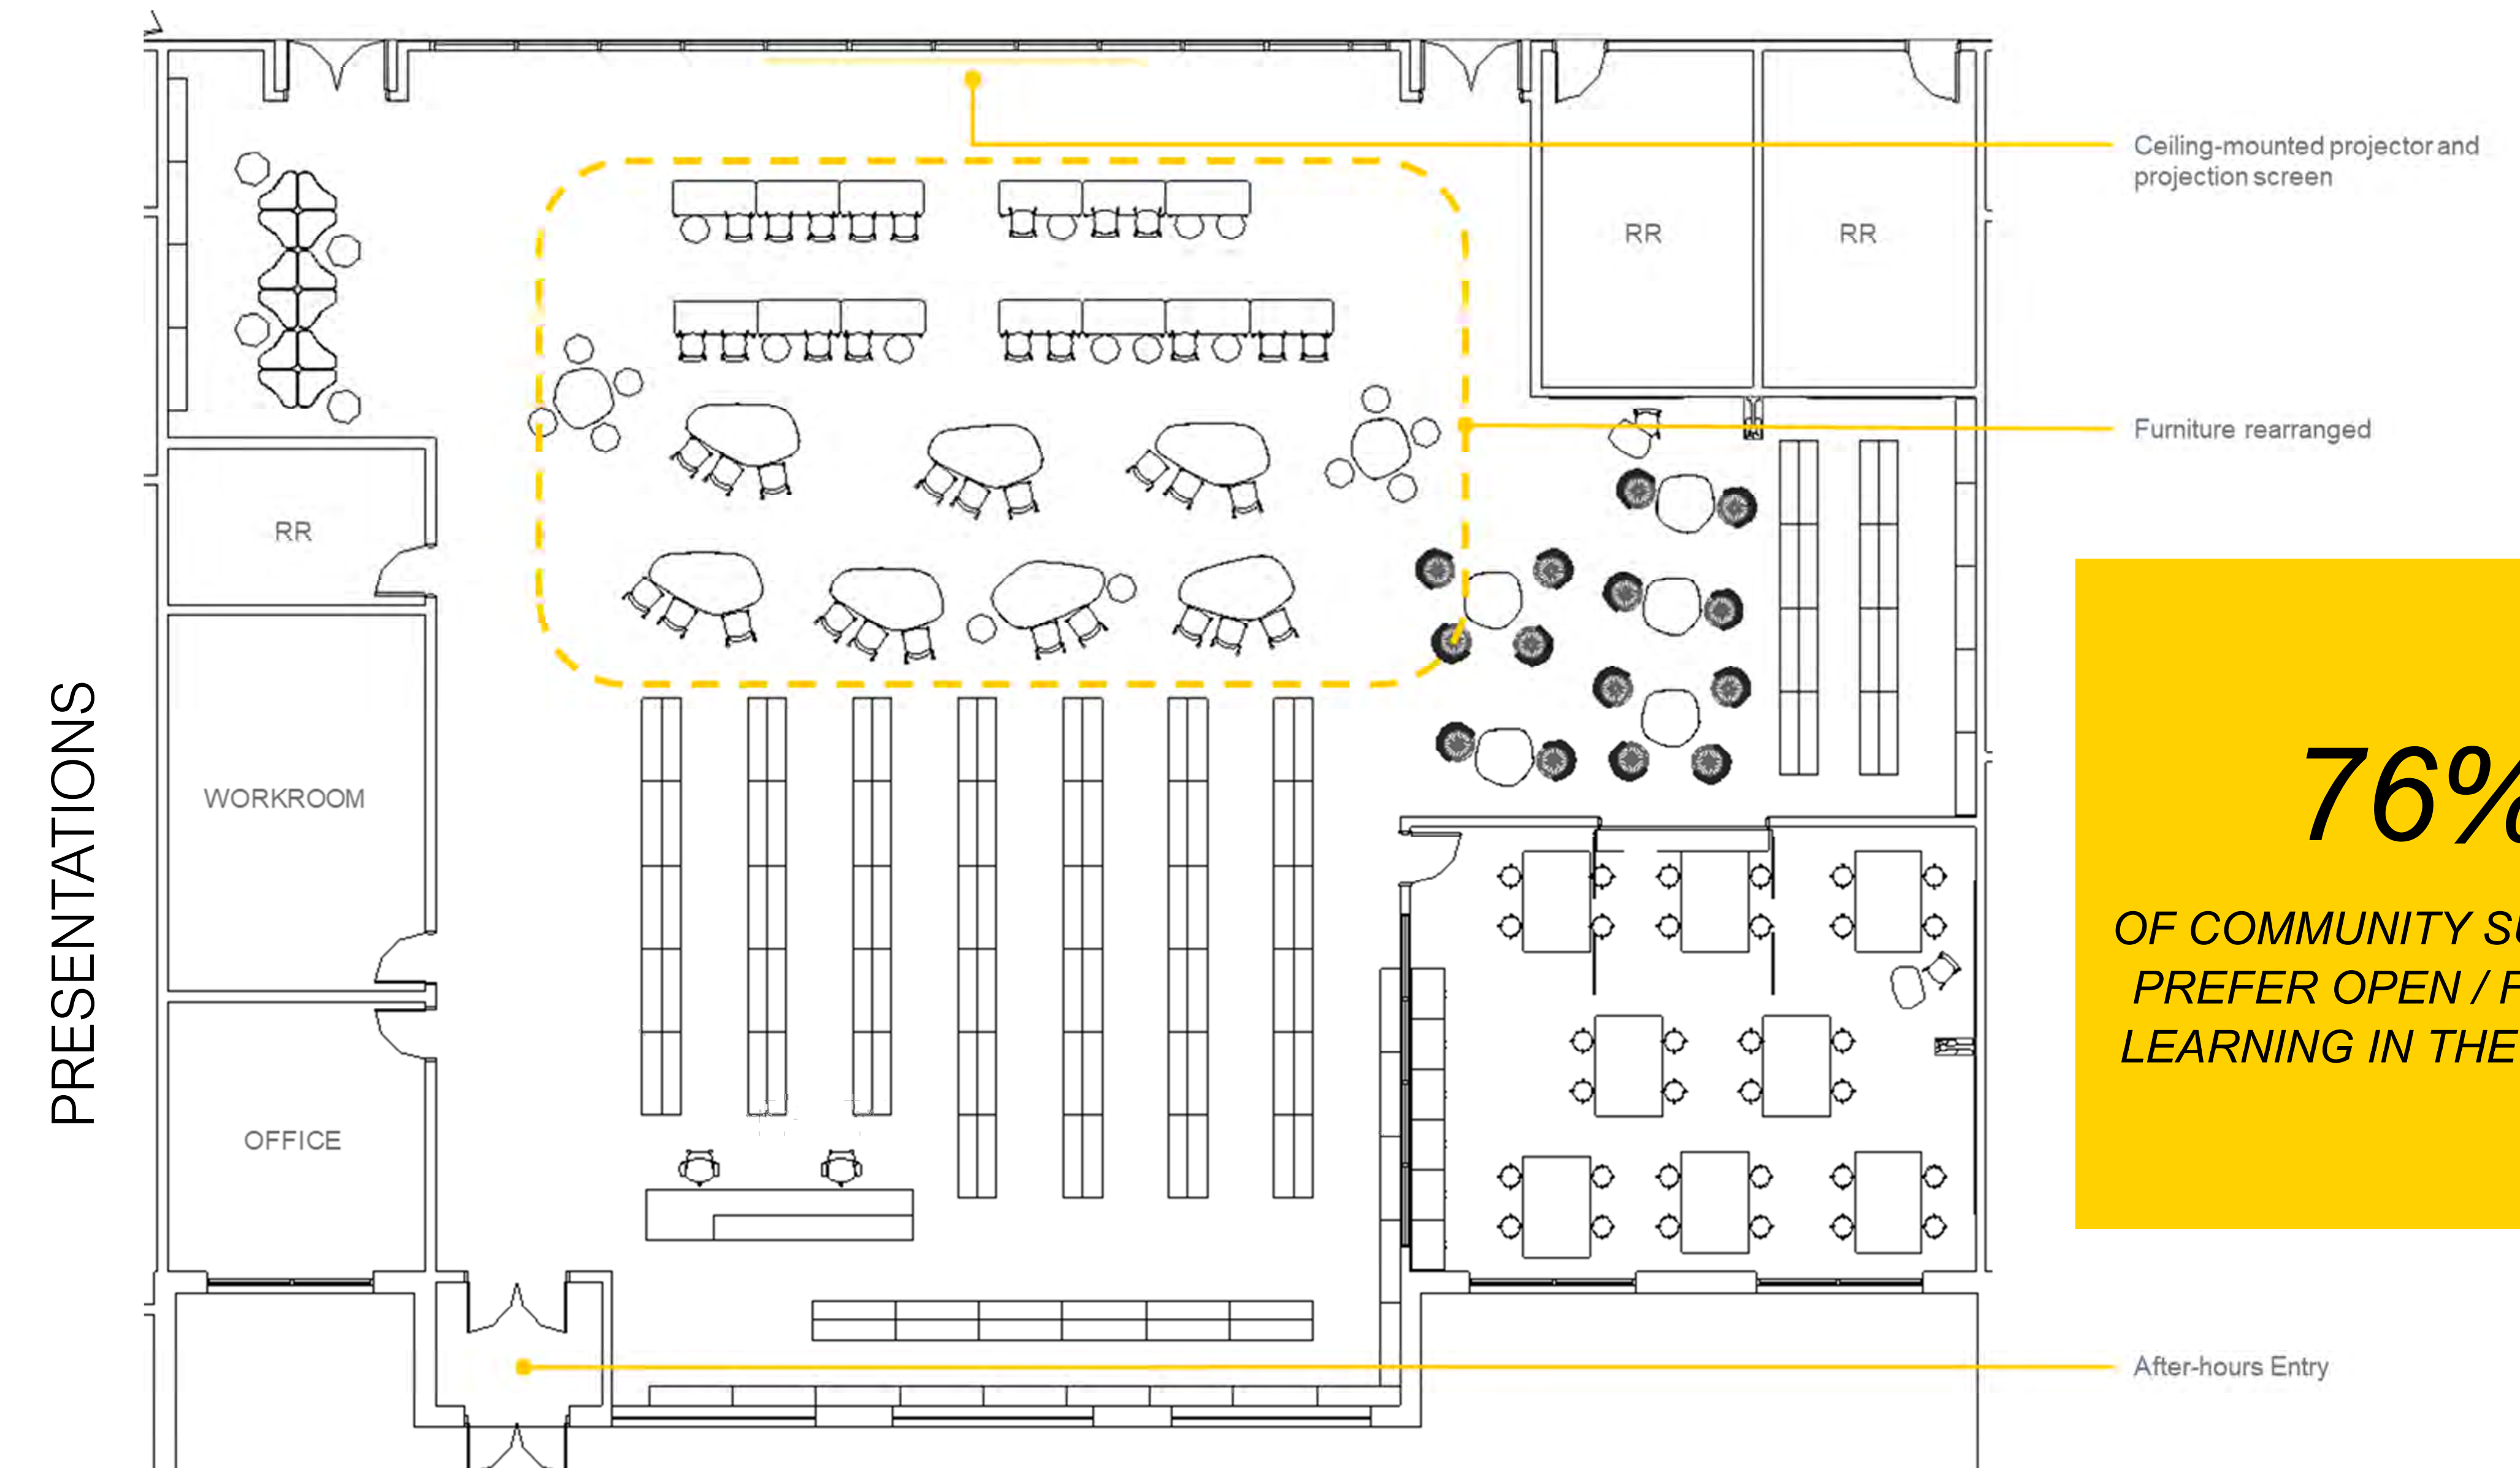 PRESENTATIONS
Ceiling-mounted projector and
projection screen
RR
RR
Furniture rearranged
RR
WORKROOM
OFFICE
76%
OF COMMUNITY
PREFER OPEN /
LEARNING IN THE
After-hours Entry